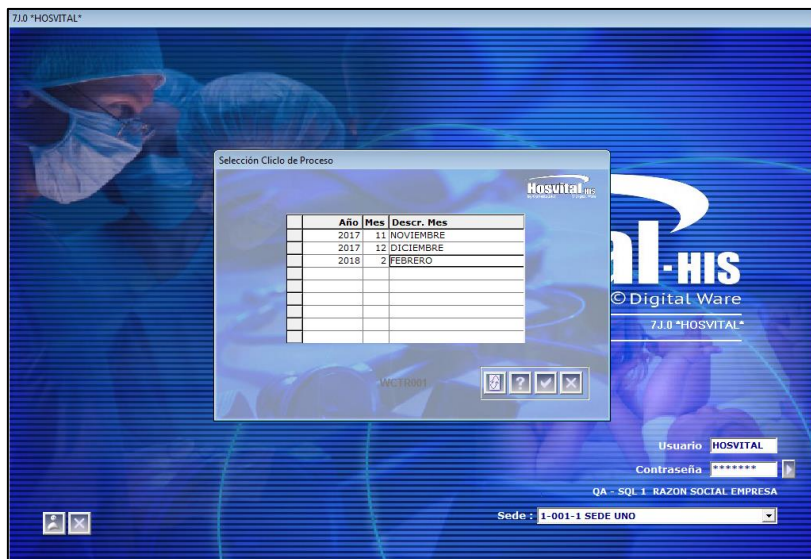 7J.0 *HOSVITAL*
Selección Cliclo de Proceso
Hosvital HIS
Año Mes Descr. Mes
2017 11 NOVIEMBRE
2017 12 DICIEMBRE
2018 2 FEBRERO
WCTR001
al-HIS
© Digital Ware
7J.0 *HOSVITAL*
Usuario HOSVITAL
Contraseña *******
QA - SQL 1 RAZON SOCIAL EMPRESA
Sede : 1-001-1 SEDE UNO